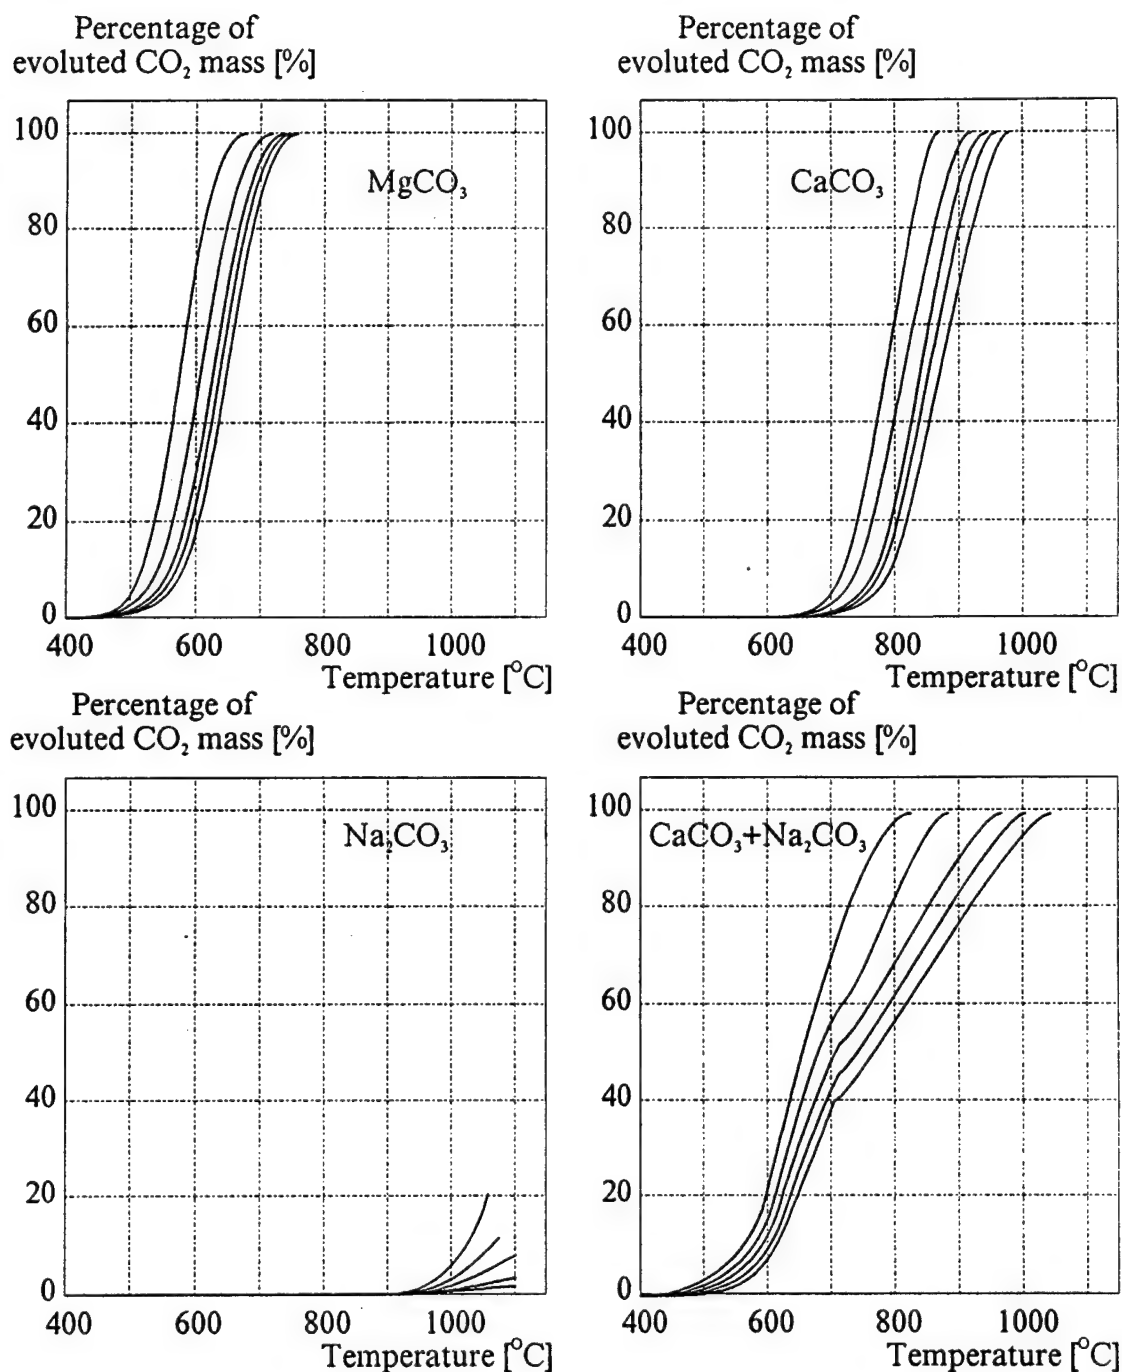 Percentage of
evoluted CO₂ mass [%]
100
80
60
40
20
0
MgCO₃
400 600 800 1000
Temperature [°C]
Percentage of
evoluted CO₂ mass [%]
100
80
60
40
20
0
CaCO₃
400 600 800 1000
Temperature [°C]
Percentage of
evoluted CO₂ mass [%]
100
80
60
40
20
0
Na₂CO₃
400 600 800 1000
Temperature [°C]
Percentage of
evoluted CO₂ mass [%]
100
80
60
40
20
0
CaCO₃+Na₂CO₃
400 600 800 1000
Temperature [°C]